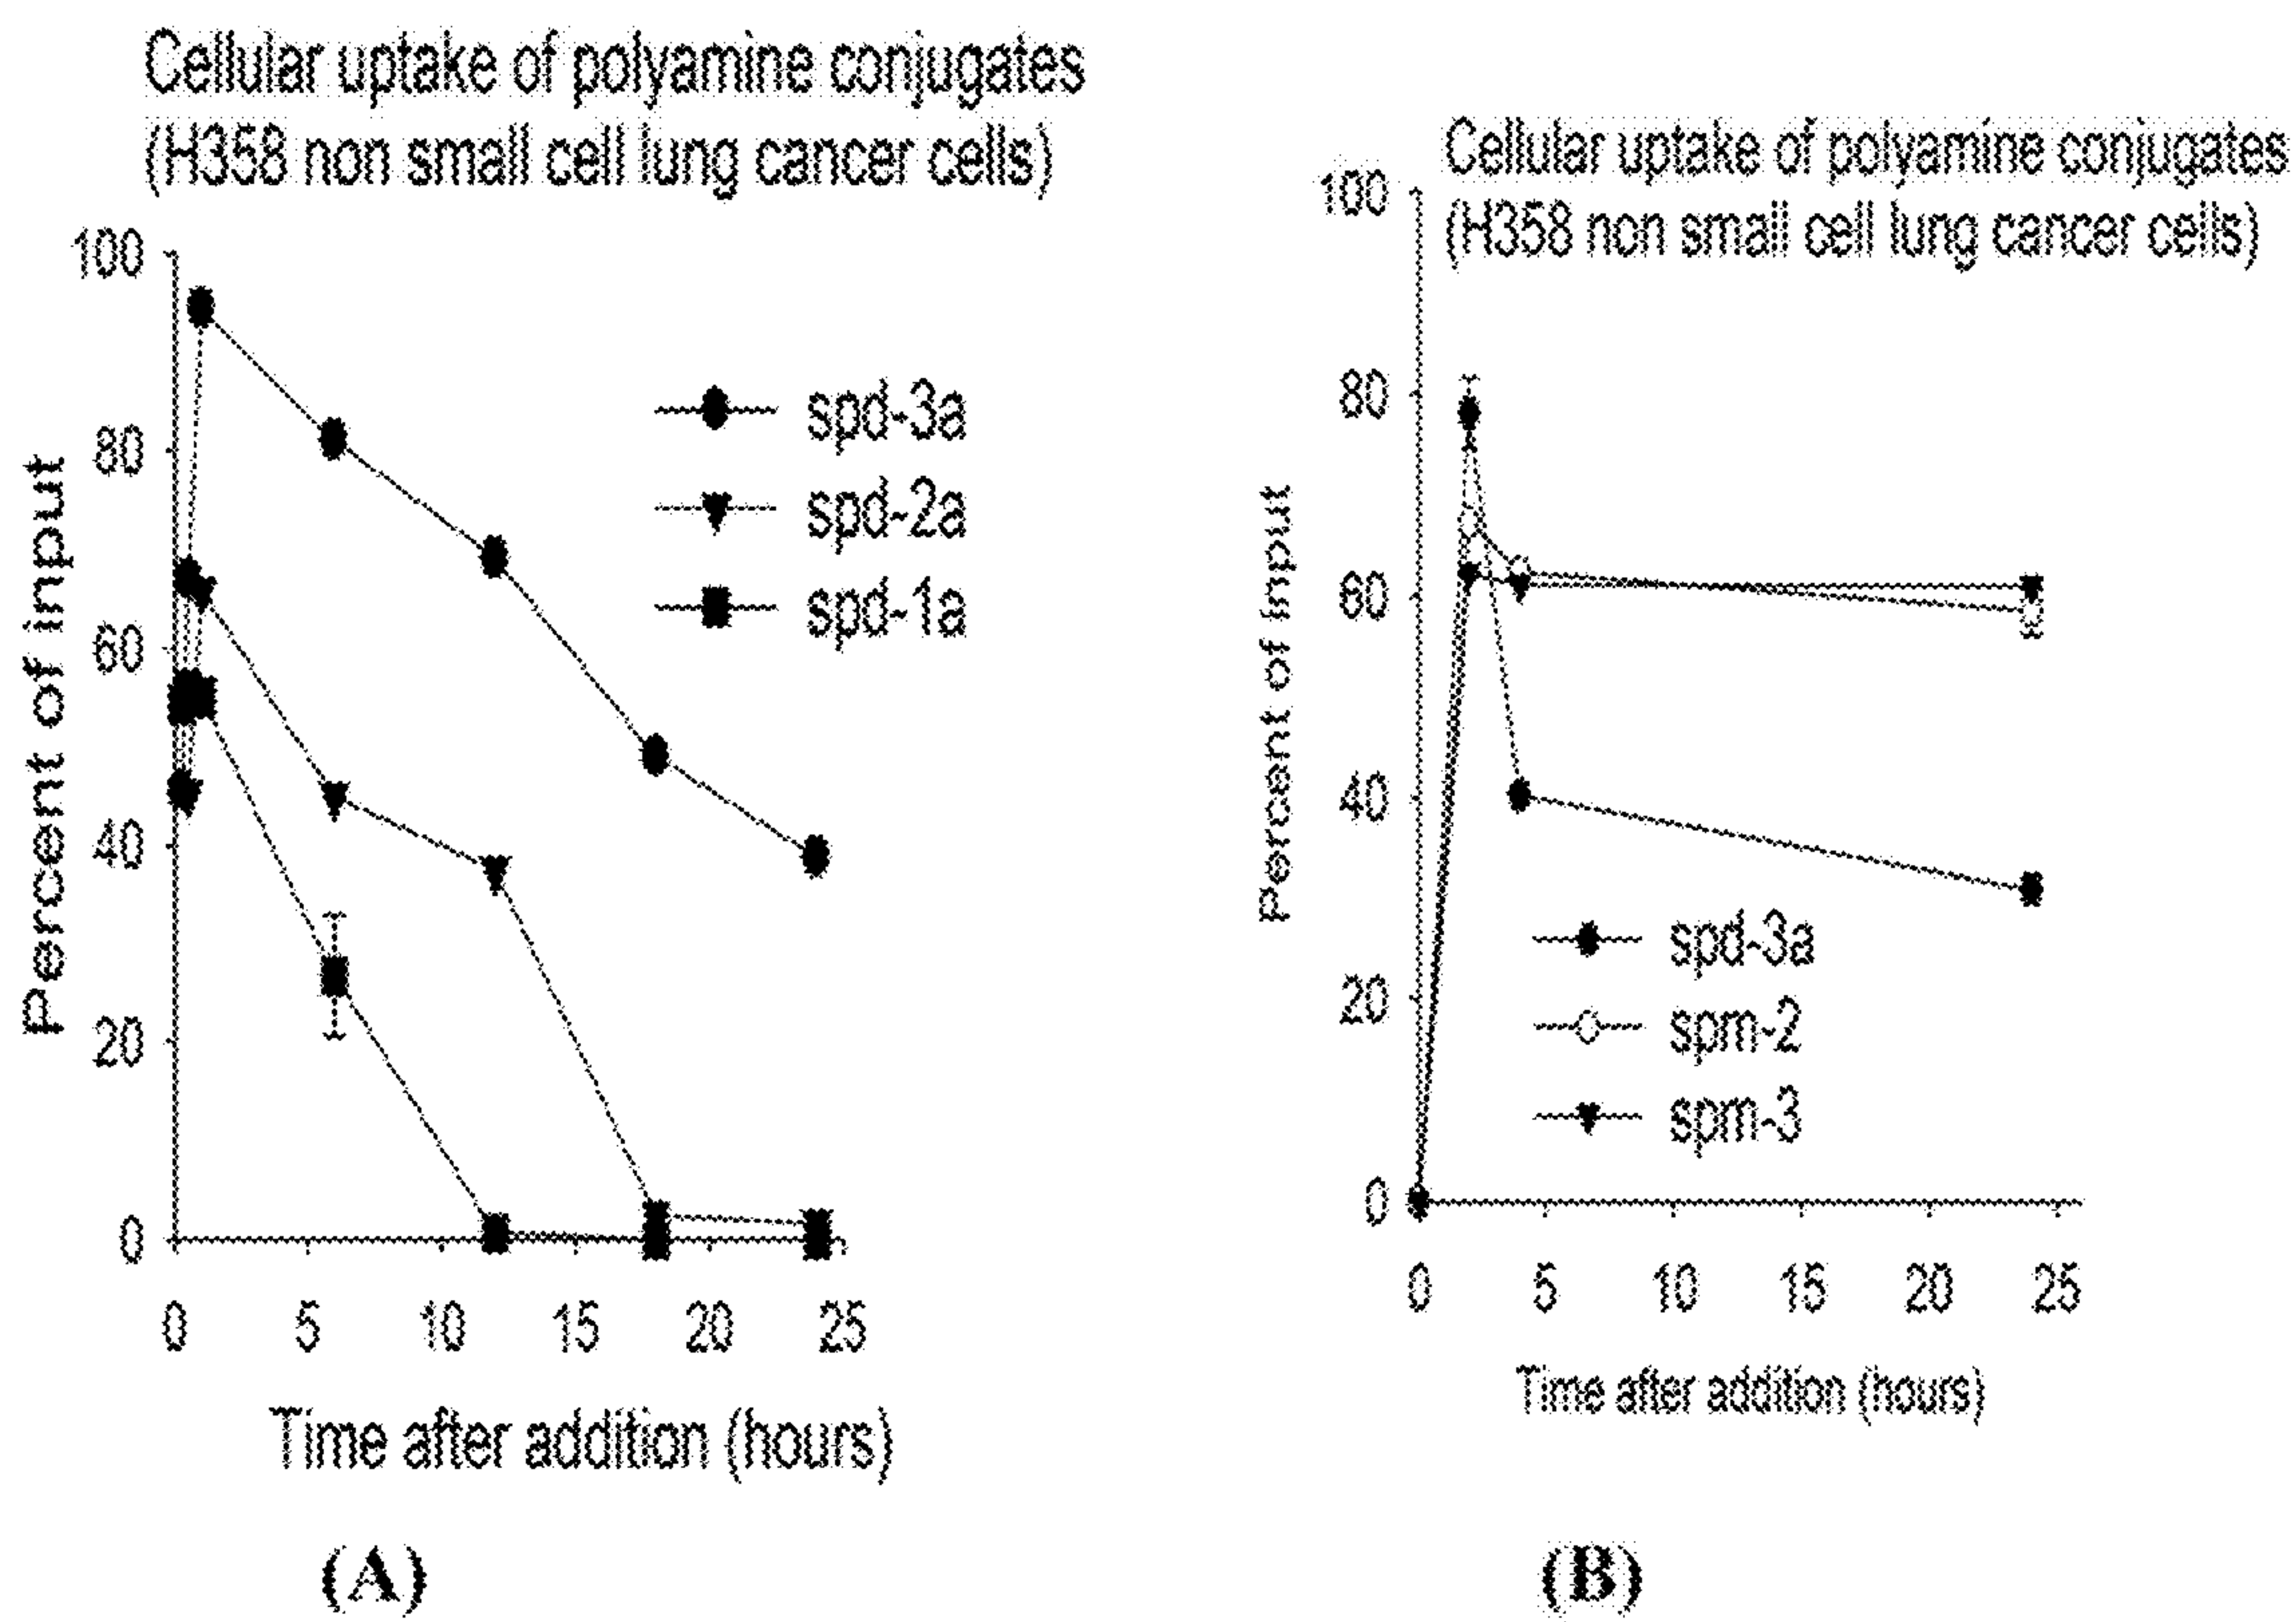 Cellular uptake of polyamine conjugates
(H358 non small cell lung cancer cells)
Percent of input
100
80
60
40
20
0
spd-3a
spd-2a
spd-1a
0 5 10 15 20 25
Time after addition (hours)
(A)
Cellular uptake of polyamine conjugates
(H358 non small cell lung cancer cells)
Percent of input
100
80
60
40
20
0
spd-3a
spm-2
spm-3
0 5 10 15 20 25
Time after addition (hours)
(B)